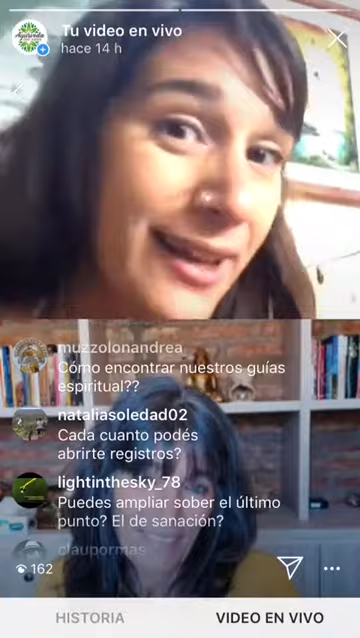 Tu video en vivo
hace 14 h
muzzolonandrea
Cómo encontrar nuestros guías
espiritual??
nataliasoledad02
Cada cuanto podés
abrirte registros?
lightinthesky_78
Puedes ampliar sober el último
punto? El de sanación?
claupormas
162
HISTORIA
VIDEO EN VIVO